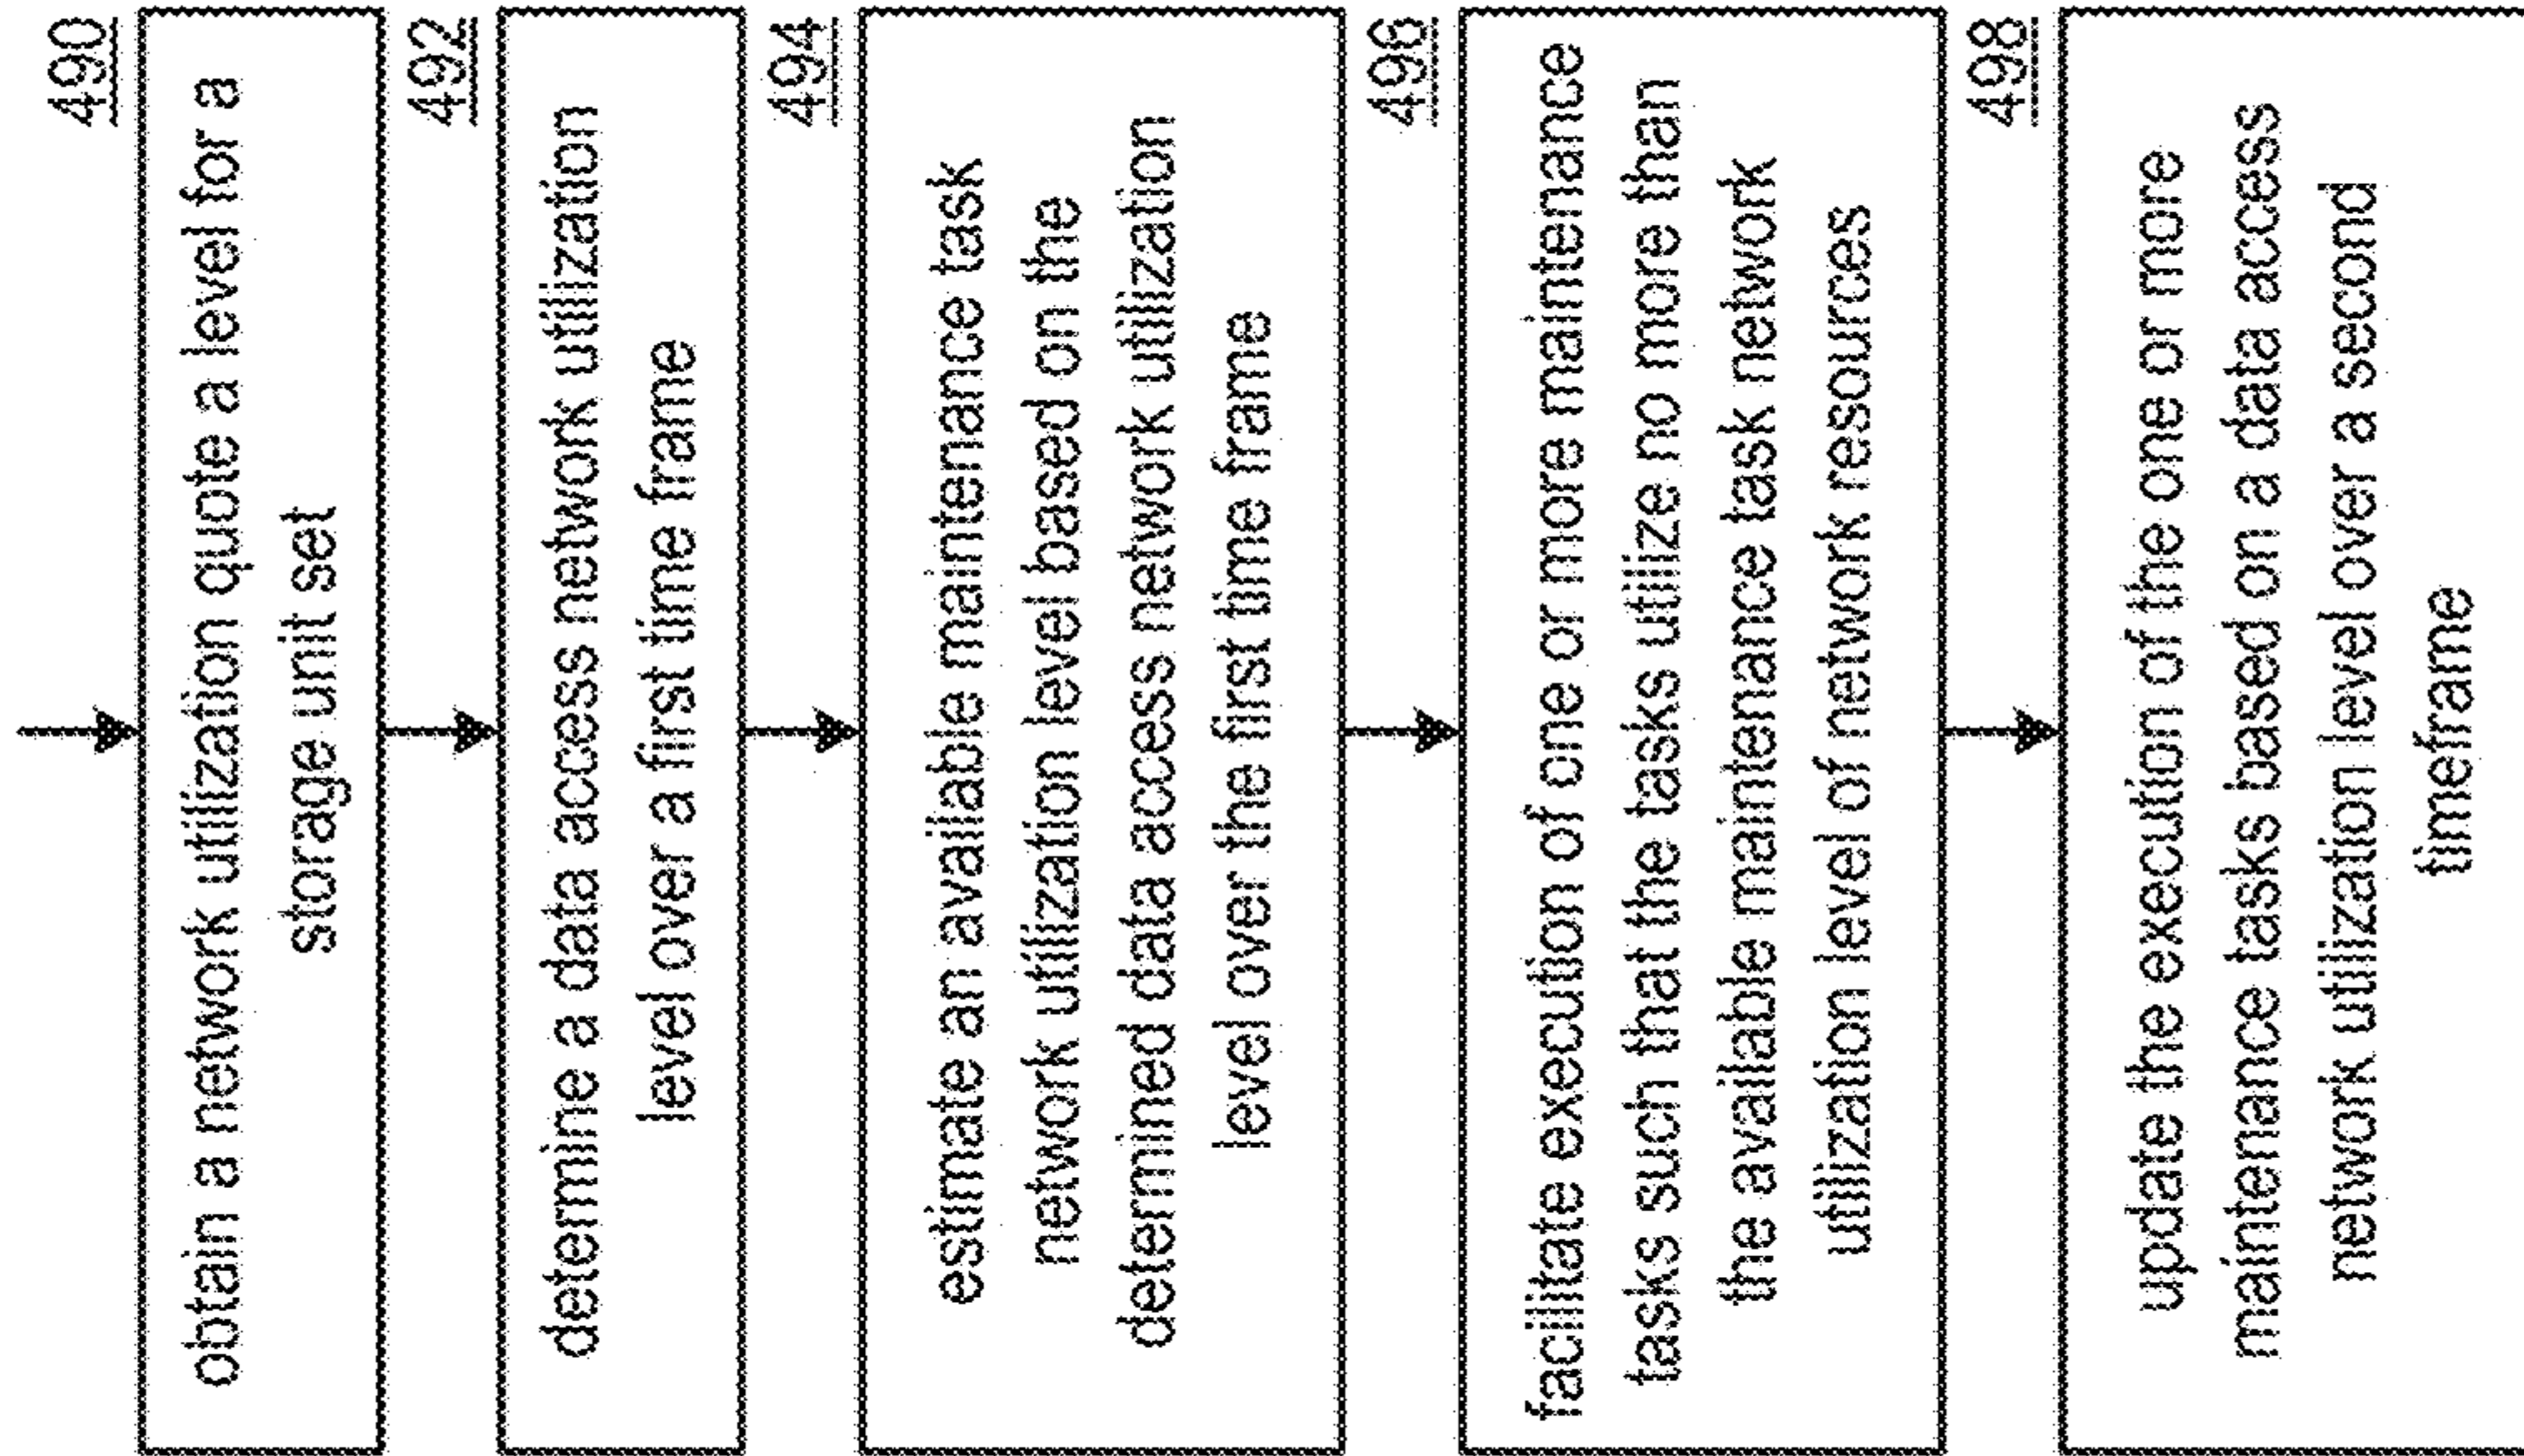 490
obtain a network utilization quote a level for a
storage unit set
492
determine a data access network utilization
level over a first time frame
494
estimate an available maintenance task
network utilization level based on the
determined data access network utilization
level over the first time frame
496
facilitate execution of one or more maintenance
tasks such that the tasks utilize no more than
the available maintenance task network
utilization level of network resources
498
update the execution of the one or more
maintenance tasks based on a data access
network utilization level over a second
timeframe